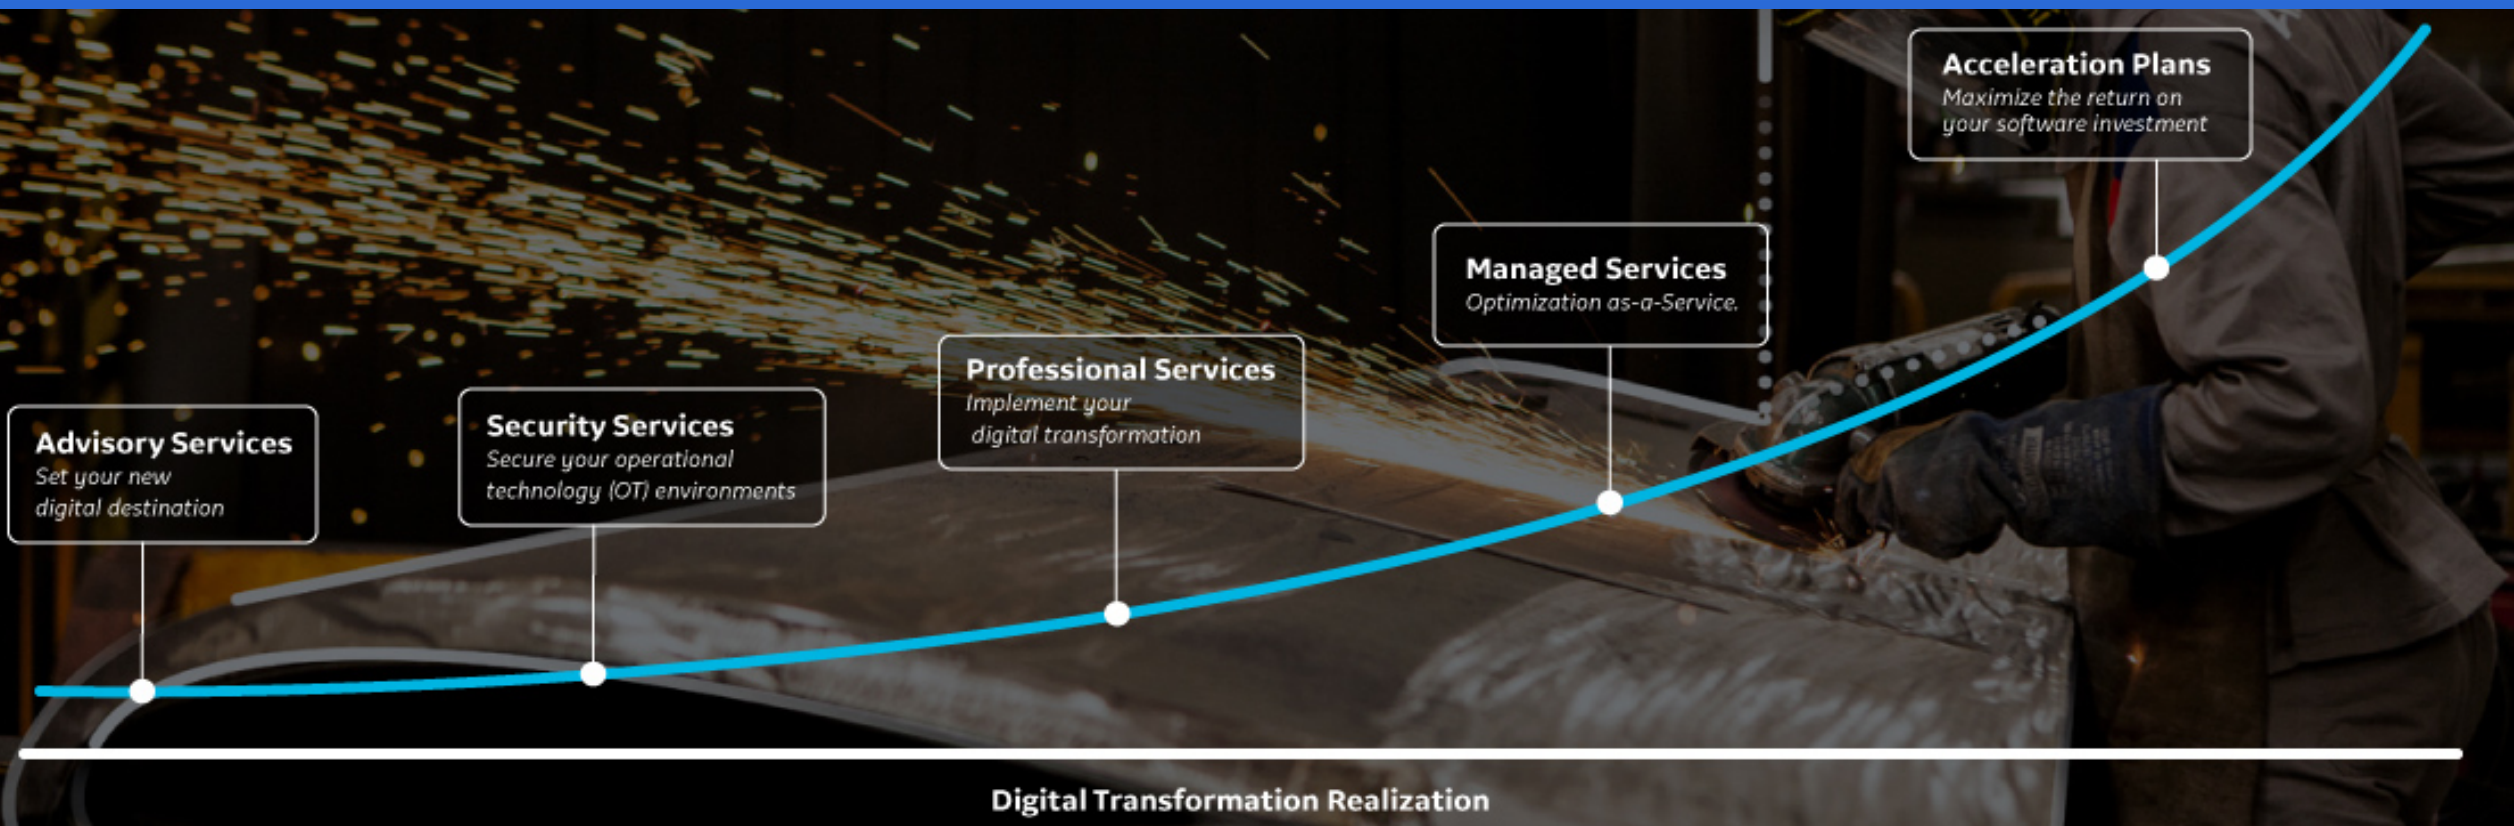 Acceleration Plans
Maximize the return on
your software investment
Managed Services
Optimization as-a-Service.
Professional Services
Implement your
digital transformation
Security Services
Secure your operational
technology (OT) environments
Advisory Services
Set your new
digital destination
Digital Transformation Realization